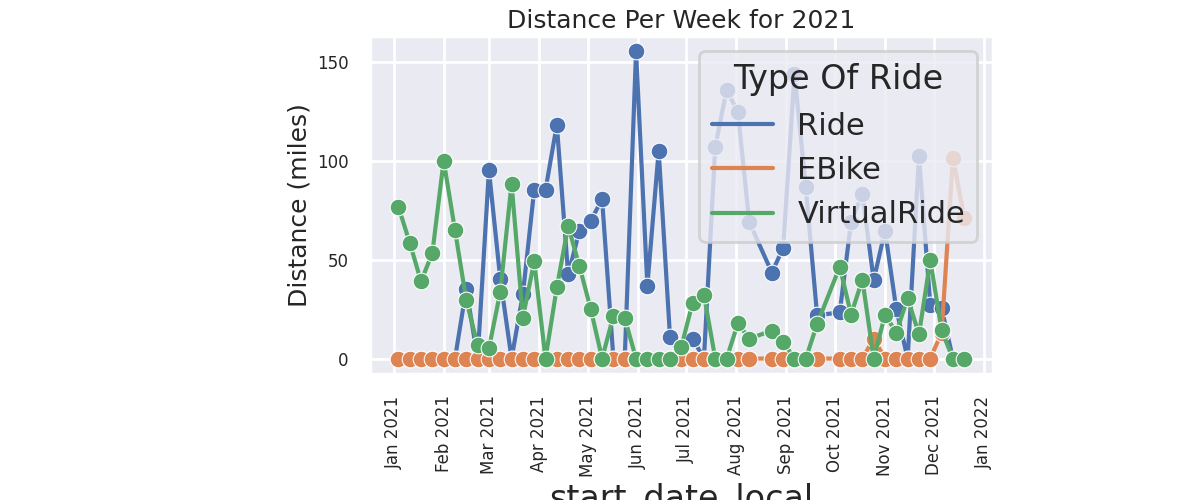 Distance Per Week for 2021
Distance (miles)
150
100
50
0
Type Of Ride
Ride
EBike
VirtualRide
Jan 2021
Feb 2021
Mar 2021
Apr 2021
May 2021
Jun 2021
Jul 2021
Aug 2021
Sep 2021
Oct 2021
Nov 2021
Dec 2021
Jan 2022
start_date_local